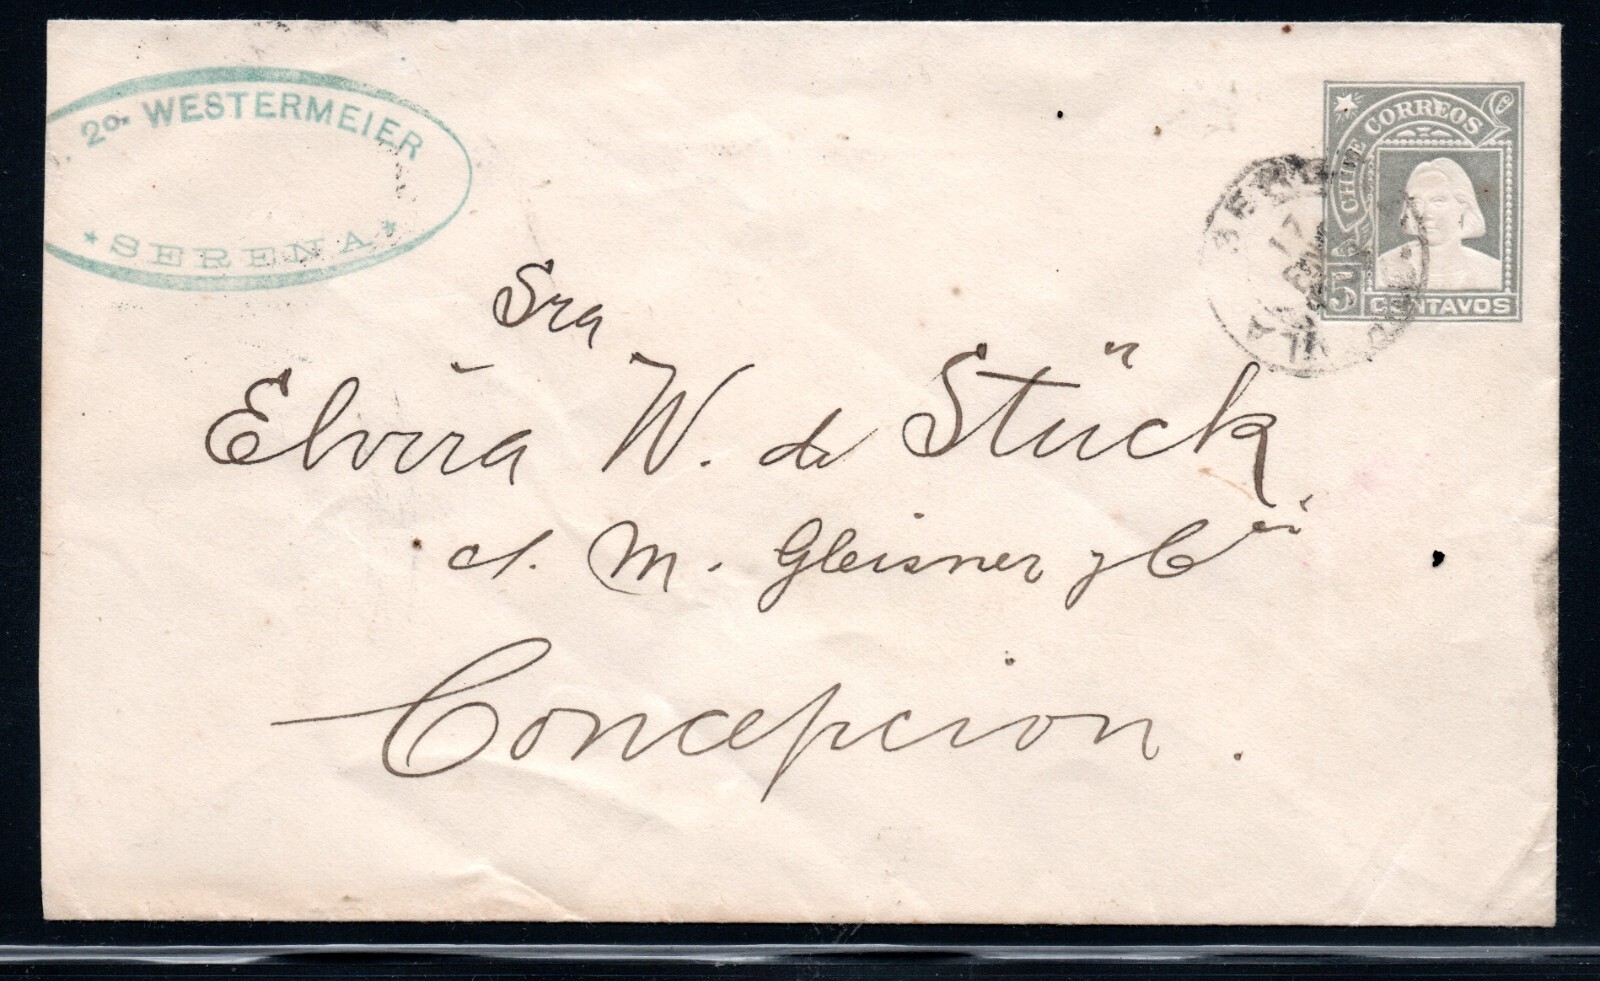 2o. WESTERMEIER
* SERENA *
CHILE CORREOS
5 CENTAVOS
Sra
Elvira W. de Stück
c/. M. Gleisner y Cia
Concepcion.